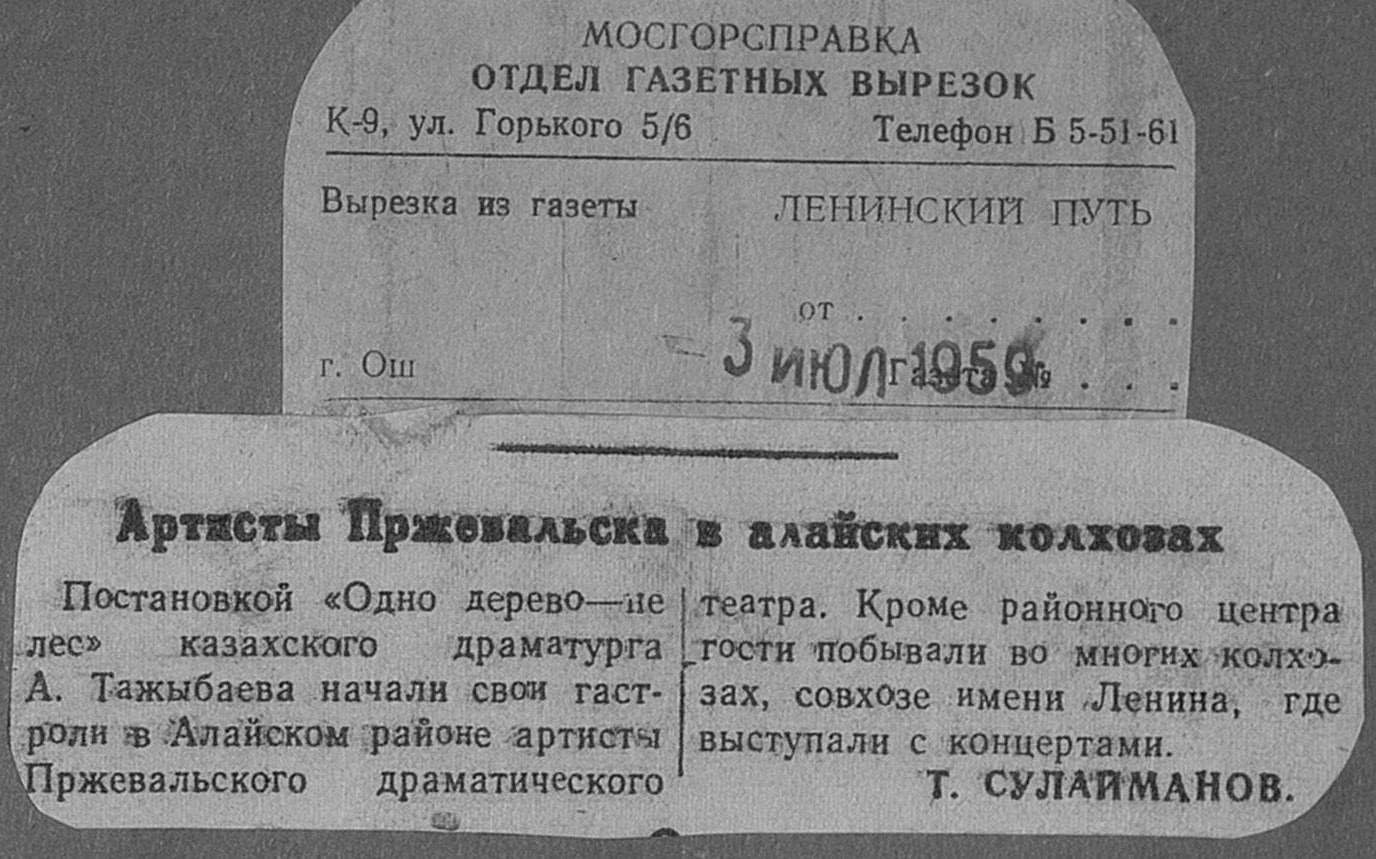 МОСГОРСПРАВКА
ОТДЕЛ ГАЗЕТНЫХ ВЫРЕЗОК
К-9, ул. Горького 5/6 Телефон Б 5-51-61
Вырезка из газеты ЛЕНИНСКИЙ ПУТЬ
от . . . . . . . .
- 3 ИЮЛ 1959
г. Ош Газета № . . .
Артисты Пржевальска в алайских колхозах
Постановкой «Одно дерево—не
лес» казахского драматурга
А. Тажыбаева начали свои гаст-
роли в Алайском районе артисты
Пржевальского драматического
театра. Кроме районного центра
гости побывали во многих колхо-
зах, совхозе имени Ленина, где
выступали с концертами.
Т. СУЛАЙМАНОВ.